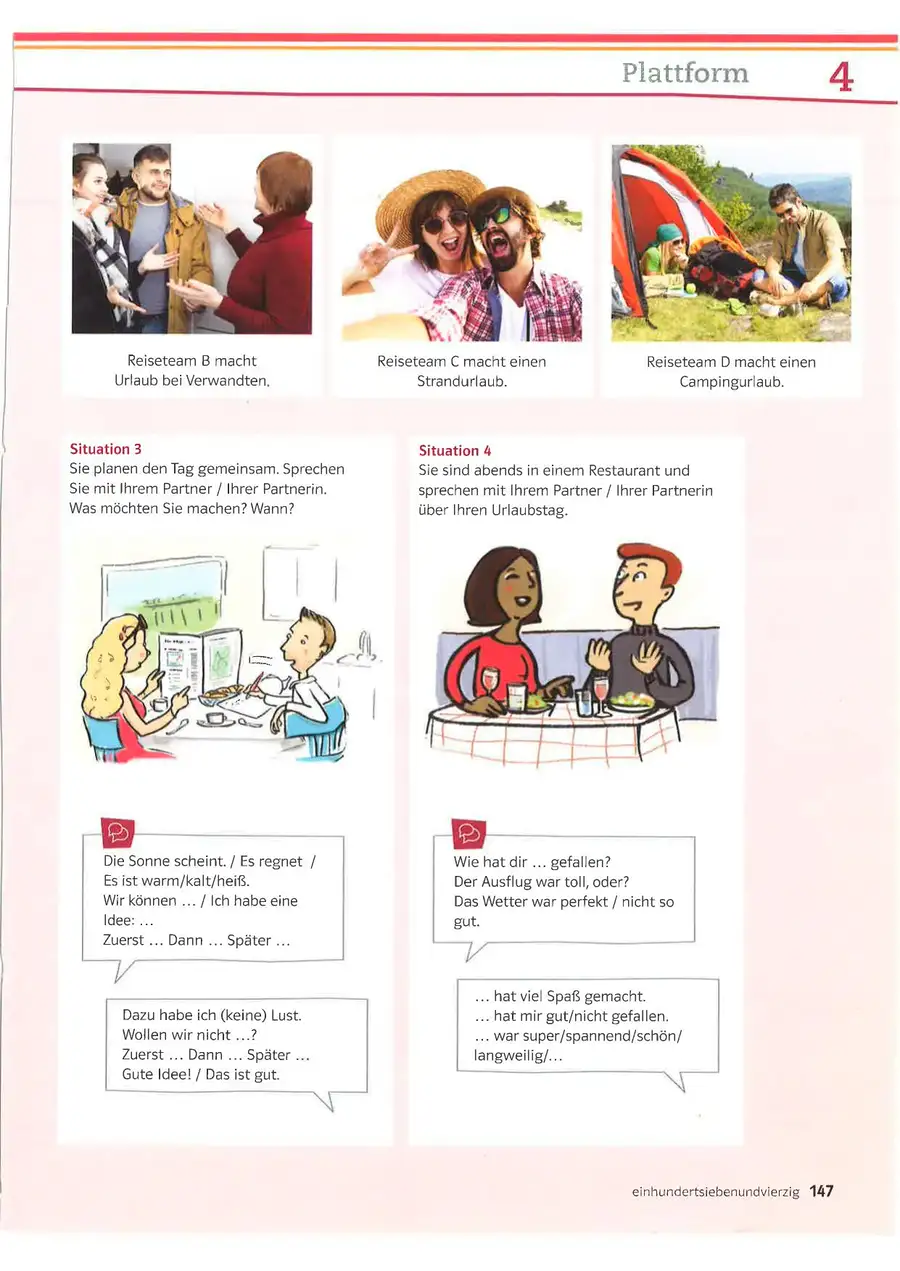 Plattform 4
Reiseteam B macht
Urlaub bei Verwandten.
Reiseteam C macht einen
Strandurlaub.
Reiseteam D macht einen
Campingurlaub.
Situation 3
Sie planen den Tag gemeinsam. Sprechen
Sie mit Ihrem Partner / Ihrer Partnerin.
Was möchten Sie machen? Wann?
Situation 4
Sie sind abends in einem Restaurant und
sprechen mit Ihrem Partner / Ihrer Partnerin
über Ihren Urlaubstag.
Die Sonne scheint. / Es regnet /
Es ist warm/kalt/heiß.
Wir können ... / Ich habe eine
Idee: ...
Zuerst ... Dann ... Später ...
Dazu habe ich (keine) Lust.
Wollen wir nicht ...?
Zuerst ... Dann ... Später ...
Gute Idee! / Das ist gut.
Wie hat dir ... gefallen?
Der Ausflug war toll, oder?
Das Wetter war perfekt / nicht so
gut.
... hat viel Spaß gemacht.
... hat mir gut/nicht gefallen.
... war super/spannend/schön/
langweilig/...
einhundertsiebenundvierzig 147